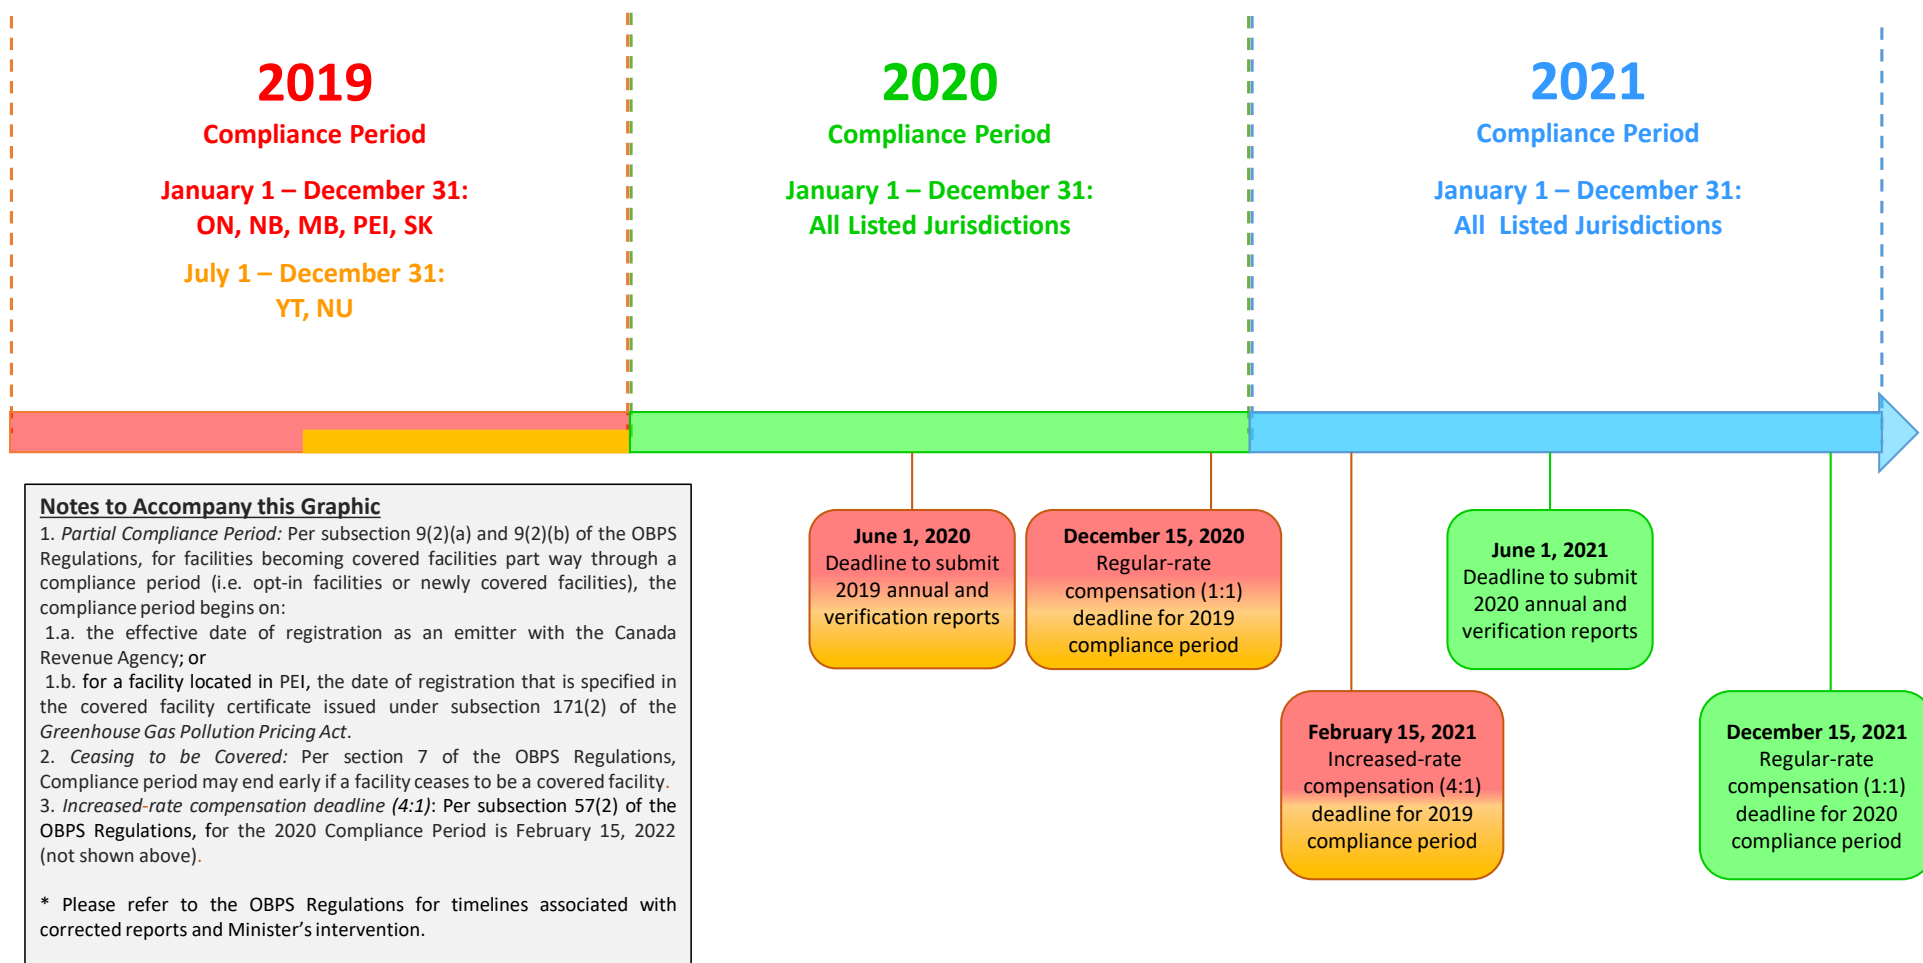 2019
Compliance Period
January 1 – December 31:
ON, NB, MB, PEI, SK
July 1 – December 31:
YT, NU
2020
Compliance Period
January 1 – December 31:
All Listed Jurisdictions
2021
Compliance Period
January 1 – December 31:
All Listed Jurisdictions
Notes to Accompany this Graphic
1. Partial Compliance Period: Per subsection 9(2)(a) and 9(2)(b) of the OBPS
Regulations, for facilities becoming covered facilities part way through a
compliance period (i.e. opt-in facilities or newly covered facilities), the
compliance period begins on:
1.a. the effective date of registration as an emitter with the Canada
Revenue Agency; or
1.b. for a facility located in PEI, the date of registration that is specified in
the covered facility certificate issued under subsection 171(2) of the
Greenhouse Gas Pollution Pricing Act.
2. Ceasing to be Covered: Per section 7 of the OBPS Regulations,
Compliance period may end early if a facility ceases to be a covered facility.
3. Increased-rate compensation deadline (4:1): Per subsection 57(2) of the
OBPS Regulations, for the 2020 Compliance Period is February 15, 2022
(not shown above).
* Please refer to the OBPS Regulations for timelines associated with
corrected reports and Minister's intervention.
June 1, 2020
Deadline to submit
2019 annual and
verification reports
December 15, 2020
Regular-rate
compensation (1:1)
deadline for 2019
compliance period
February 15, 2021
Increased-rate
compensation (4:1)
deadline for 2019
compliance period
June 1, 2021
Deadline to submit
2020 annual and
verification reports
December 15, 2021
Regular-rate
compensation (1:1)
deadline for 2020
compliance period